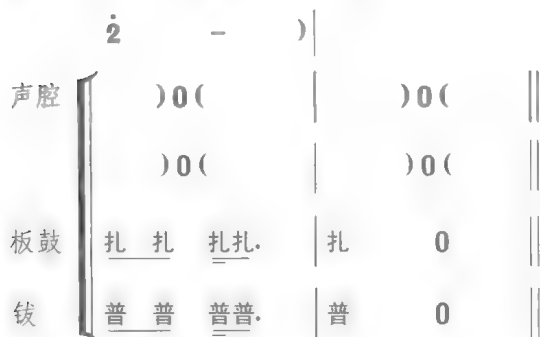 2̇ - )|
声腔 )0( | )0( ‖
)0( | )0( ‖
板鼓 扎 扎 扎扎. | 扎 0 ‖
钹 普 普 普普. | 普 0 ‖